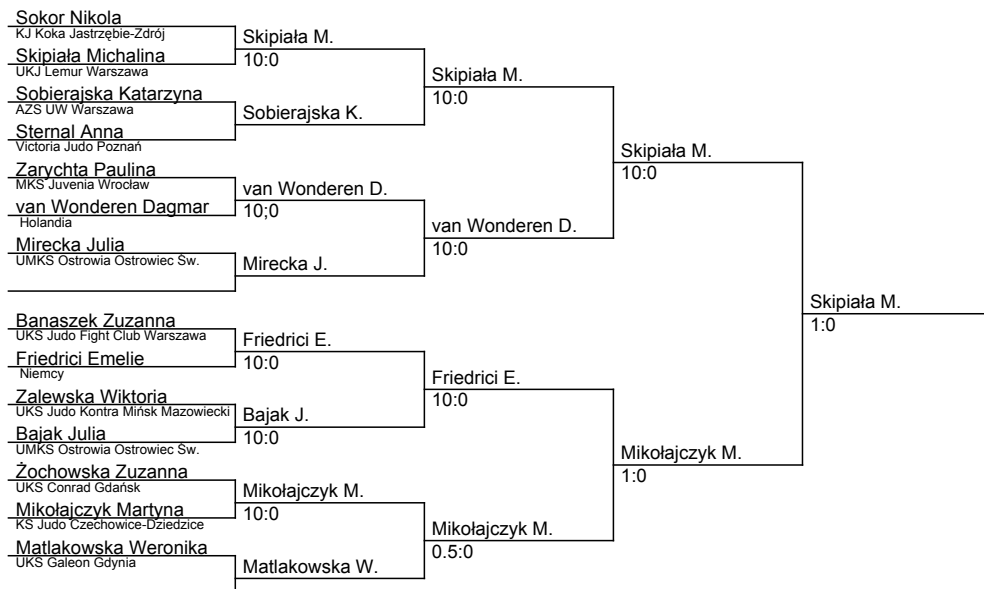 Sokor Nikola
KJ Koka Jastrzębie-Zdrój
Skipiała M.
10:0
Skipiała Michalina
UKJ Lemur Warszawa
Skipiała M.
10:0
Sobierajska Katarzyna
AZS UW Warszawa
Sobierajska K.
Sternal Anna
Victoria Judo Poznań
Skipiała M.
10:0
Zarychta Paulina
MKS Juvenia Wrocław
van Wonderen D.
10;0
van Wonderen Dagmar
Holandia
van Wonderen D.
10:0
Mirecka Julia
UMKS Ostrowia Ostrowiec Św.
Mirecka J.
Skipiała M.
1:0
Banaszek Zuzanna
UKS Judo Fight Club Warszawa
Friedrici E.
10:0
Friedrici Emelie
Niemcy
Friedrici E.
10:0
Zalewska Wiktoria
UKS Judo Kontra Mińsk Mazowiecki
Bajak J.
10:0
Bajak Julia
UMKS Ostrowia Ostrowiec Św.
Mikołajczyk M.
1:0
Żochowska Zuzanna
UKS Conrad Gdańsk
Mikołajczyk M.
10:0
Mikołajczyk Martyna
KS Judo Czechowice-Dziedzice
Mikołajczyk M.
0.5:0
Matlakowska Weronika
UKS Galeon Gdynia
Matlakowska W.